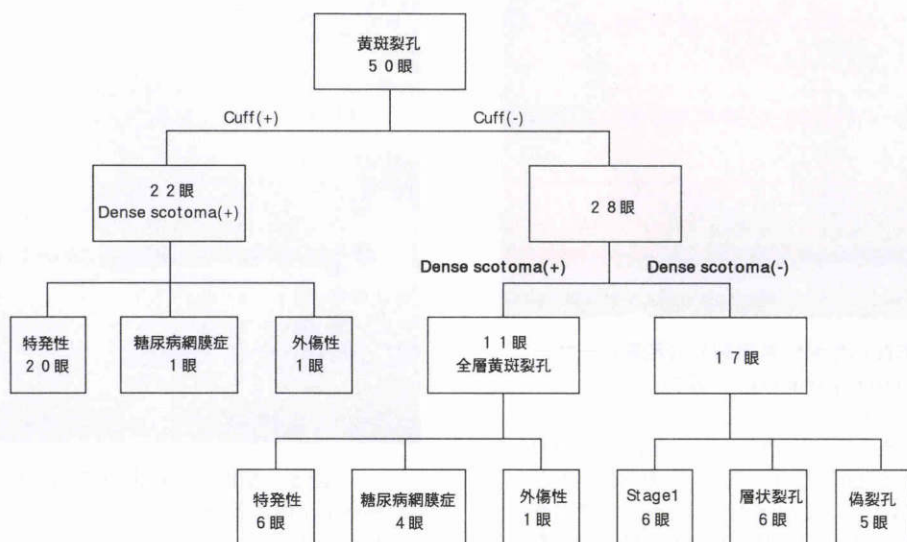 黄斑裂孔
50眼
Cuff(+)
Cuff(-)
22眼
Dense scotoma(+)
28眼
Dense scotoma(+)
Dense scotoma(-)
特発性
20眼
糖尿病網膜症
1眼
外傷性
1眼
11眼
全層黄斑裂孔
17眼
特発性
6眼
糖尿病網膜症
4眼
外傷性
1眼
Stage1
6眼
層状裂孔
6眼
偽裂孔
5眼